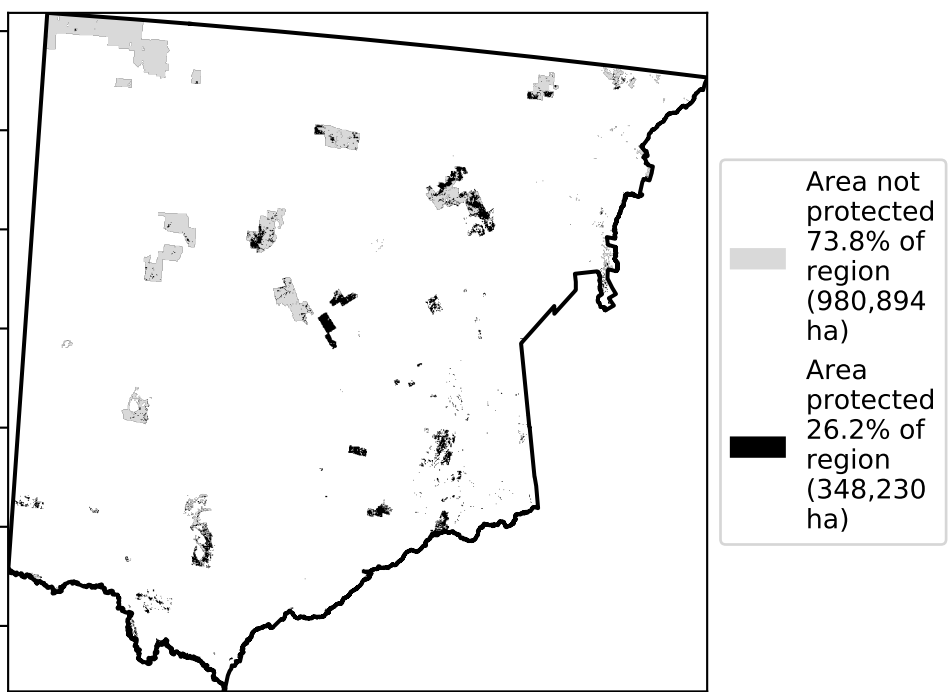 Area not
protected
73.8% of
region
(980,894
ha)
Area
protected
26.2% of
region
(348,230
ha)